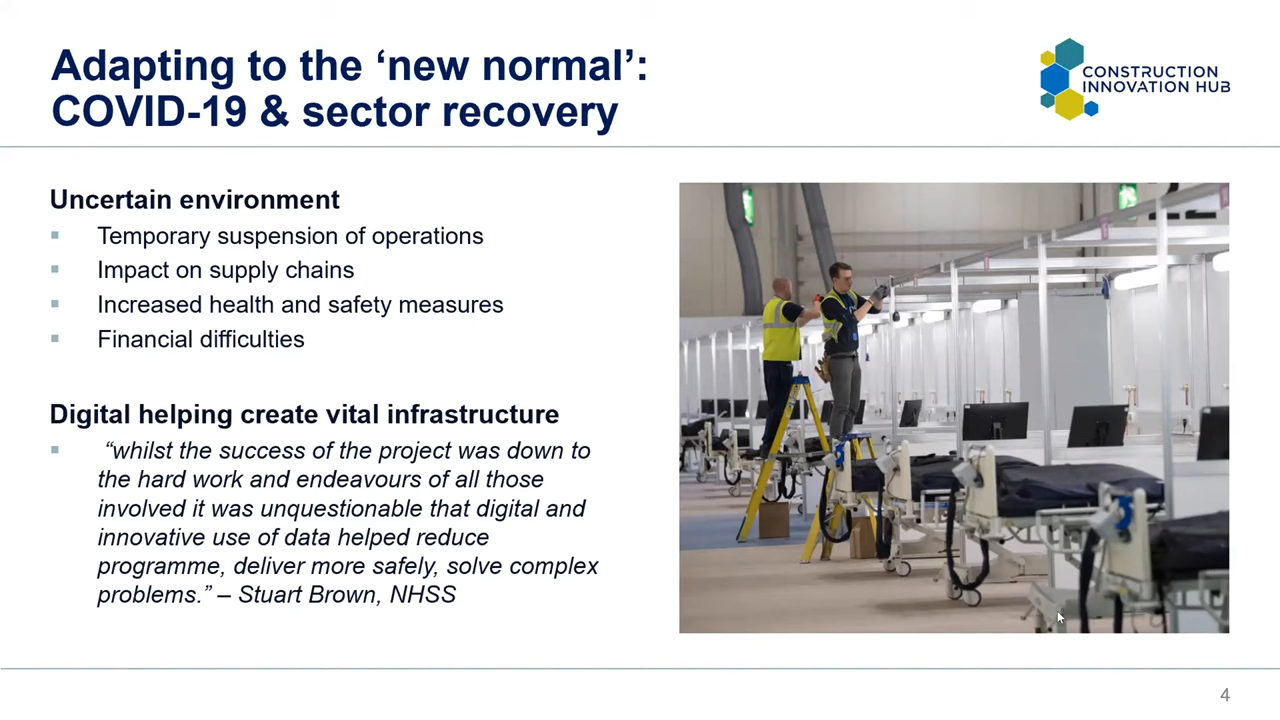 Adapting to the ‘new normal’:
COVID-19 & sector recovery
CONSTRUCTION
INNOVATION HUB
Uncertain environment
Temporary suspension of operations
Impact on supply chains
Increased health and safety measures
Financial difficulties
Digital helping create vital infrastructure
“whilst the success of the project was down to
the hard work and endeavours of all those
involved it was unquestionable that digital and
innovative use of data helped reduce
programme, deliver more safely, solve complex
problems.” – Stuart Brown, NHSS
4